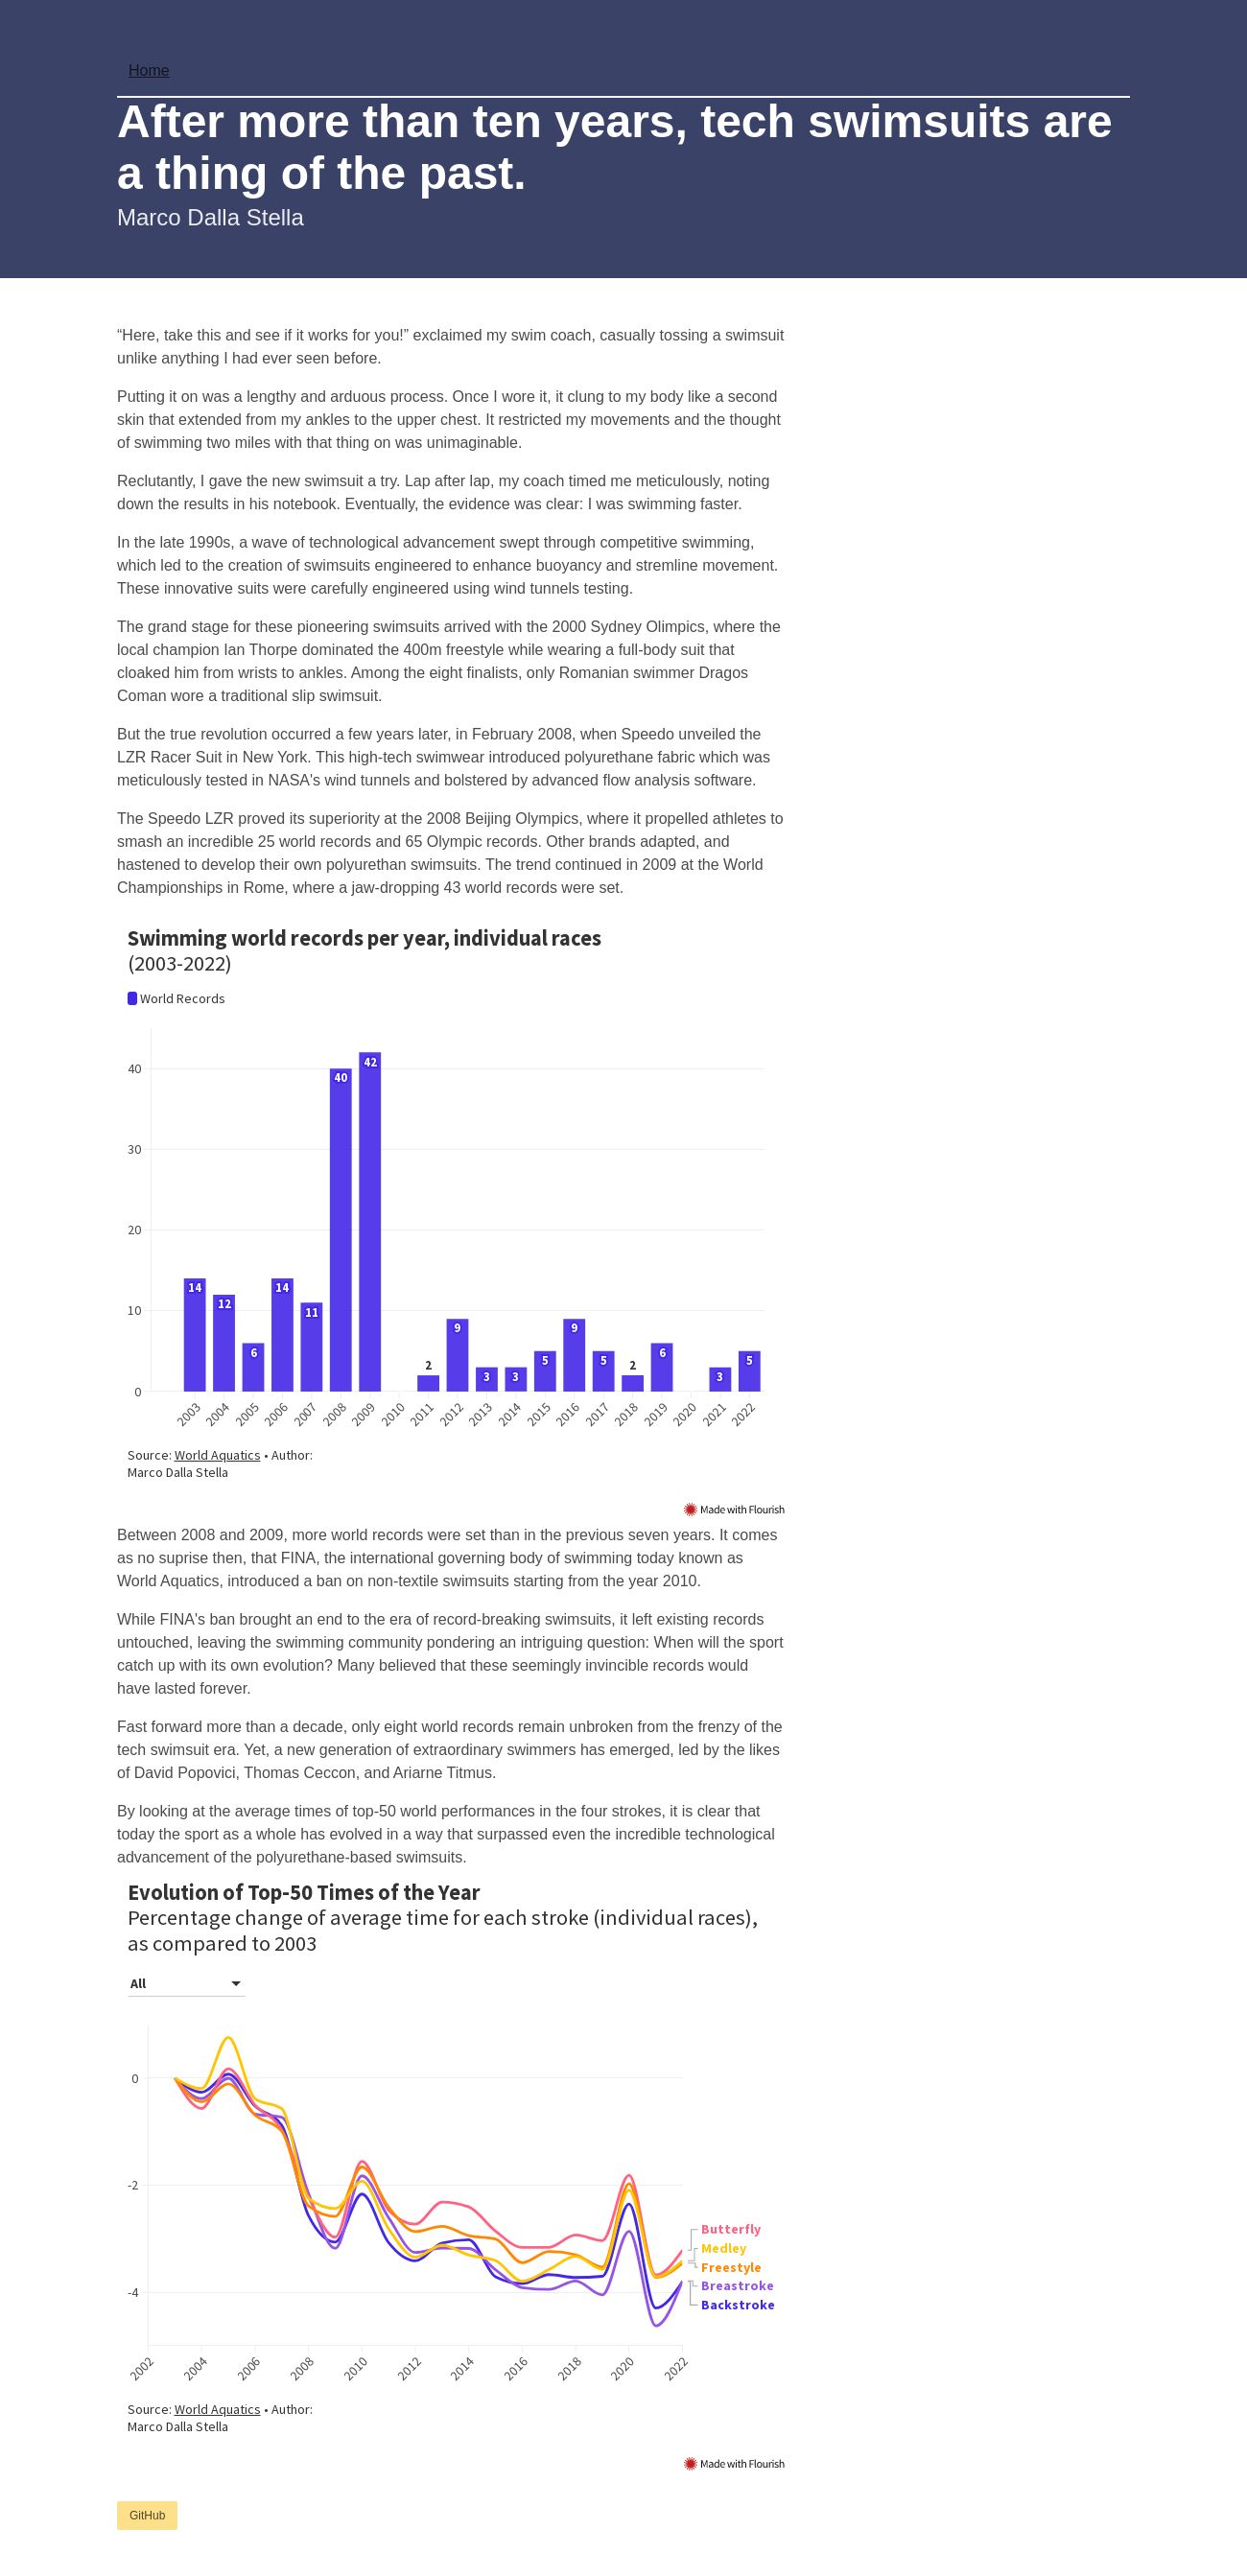 Home
After more than ten years, tech swimsuits are
a thing of the past.
Marco Dalla Stella
“Here, take this and see if it works for you!” exclaimed my swim coach, casually tossing a swimsuit
unlike anything I had ever seen before.
Putting it on was a lengthy and arduous process. Once I wore it, it clung to my body like a second
skin that extended from my ankles to the upper chest. It restricted my movements and the thought
of swimming two miles with that thing on was unimaginable.
Reclutantly, I gave the new swimsuit a try. Lap after lap, my coach timed me meticulously, noting
down the results in his notebook. Eventually, the evidence was clear: I was swimming faster.
In the late 1990s, a wave of technological advancement swept through competitive swimming,
which led to the creation of swimsuits engineered to enhance buoyancy and stremline movement.
These innovative suits were carefully engineered using wind tunnels testing.
The grand stage for these pioneering swimsuits arrived with the 2000 Sydney Olimpics, where the
local champion Ian Thorpe dominated the 400m freestyle while wearing a full-body suit that
cloaked him from wrists to ankles. Among the eight finalists, only Romanian swimmer Dragos
Coman wore a traditional slip swimsuit.
But the true revolution occurred a few years later, in February 2008, when Speedo unveiled the
LZR Racer Suit in New York. This high-tech swimwear introduced polyurethane fabric which was
meticulously tested in NASA's wind tunnels and bolstered by advanced flow analysis software.
The Speedo LZR proved its superiority at the 2008 Beijing Olympics, where it propelled athletes to
smash an incredible 25 world records and 65 Olympic records. Other brands adapted, and
hastened to develop their own polyurethan swimsuits. The trend continued in 2009 at the World
Championships in Rome, where a jaw-dropping 43 world records were set.
Swimming world records per year, individual races
(2003-2022)
World Records
40
30
20
10
0
14
12
6
14
11
40
42
2
9
3
3
5
9
5
2
6
3
5
2003 2004 2005 2006 2007 2008 2009 2010 2011 2012 2013 2014 2015 2016 2017 2018 2019 2020 2021 2022
Source: World Aquatics • Author:
Marco Dalla Stella
Made with Flourish
Between 2008 and 2009, more world records were set than in the previous seven years. It comes
as no suprise then, that FINA, the international governing body of swimming today known as
World Aquatics, introduced a ban on non-textile swimsuits starting from the year 2010.
While FINA's ban brought an end to the era of record-breaking swimsuits, it left existing records
untouched, leaving the swimming community pondering an intriguing question: When will the sport
catch up with its own evolution? Many believed that these seemingly invincible records would
have lasted forever.
Fast forward more than a decade, only eight world records remain unbroken from the frenzy of the
tech swimsuit era. Yet, a new generation of extraordinary swimmers has emerged, led by the likes
of David Popovici, Thomas Ceccon, and Ariarne Titmus.
By looking at the average times of top-50 world performances in the four strokes, it is clear that
today the sport as a whole has evolved in a way that surpassed even the incredible technological
advancement of the polyurethane-based swimsuits.
Evolution of Top-50 Times of the Year
Percentage change of average time for each stroke (individual races),
as compared to 2003
All
0
-2
-4
Butterfly
Medley
Freestyle
Breastroke
Backstroke
2002 2004 2006 2008 2010 2012 2014 2016 2018 2020 2022
Source: World Aquatics • Author:
Marco Dalla Stella
Made with Flourish
GitHub